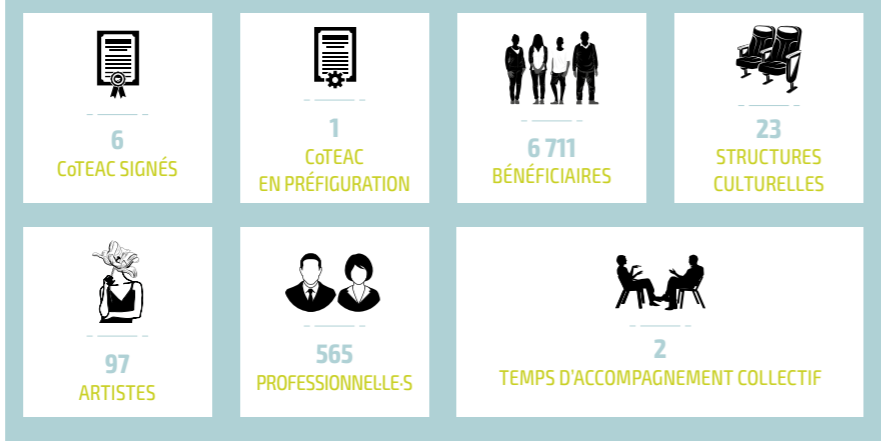 6
CoTEAC SIGNÉS
1
CoTEAC
EN PRÉFIGURATION
6 711
BÉNÉFICIAIRES
23
STRUCTURES
CULTURELLES
97
ARTISTES
565
PROFESSIONNEL·LE·S
2
TEMPS D'ACCOMPAGNEMENT COLLECTIF